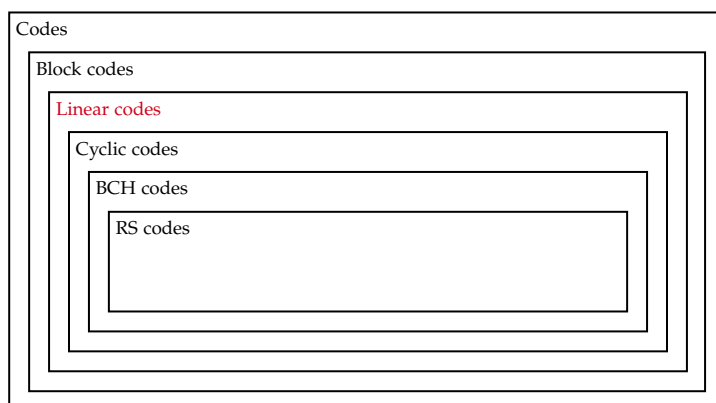 Codes
Block codes
Linear codes
Cyclic codes
BCH codes
RS codes